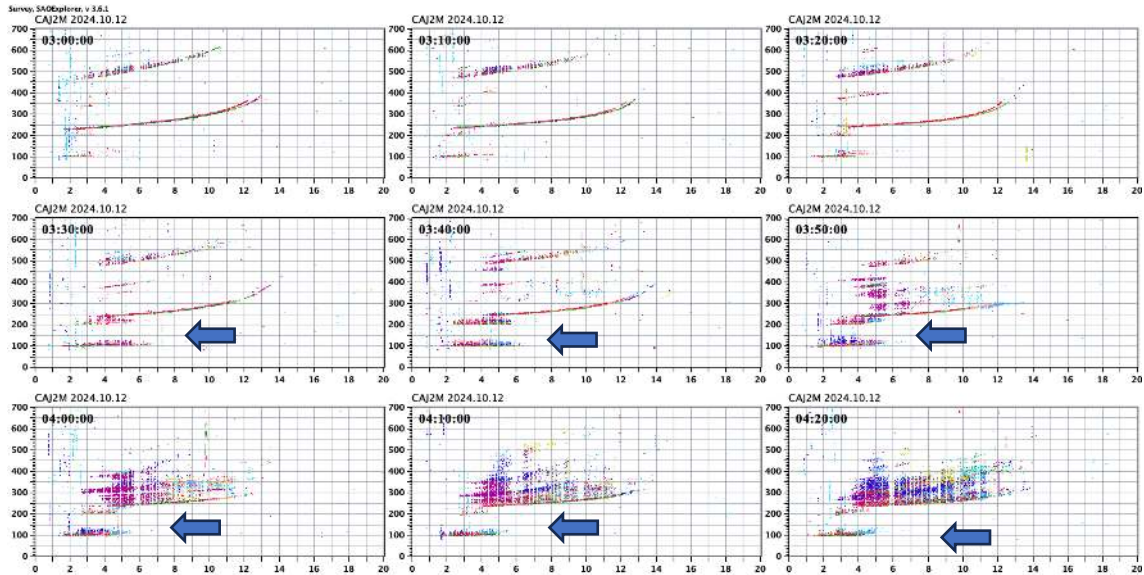 Survey, SAOExplorer, v 3.6.1
CAJ2M 2024.10.12 CAJ2M 2024.10.12 CAJ2M 2024.10.12
700 03:00:00 700 03:10:00 700 03:20:00
600 600 600
500 500 500
400 400 400
300 300 300
200 200 200
100 100 100
0 0 0
0 2 4 6 8 10 12 14 16 18 20 0 2 4 6 8 10 12 14 16 18 20 0 2 4 6 8 10 12 14 16 18 20
CAJ2M 2024.10.12 CAJ2M 2024.10.12 CAJ2M 2024.10.12
700 03:30:00 700 03:40:00 700 03:50:00
600 600 600
500 500 500
400 400 400
300 300 300
200 200 200
100 100 100
0 0 0
0 2 4 6 8 10 12 14 16 18 20 0 2 4 6 8 10 12 14 16 18 20 0 2 4 6 8 10 12 14 16 18 20
CAJ2M 2024.10.12 CAJ2M 2024.10.12 CAJ2M 2024.10.12
700 04:00:00 700 04:10:00 700 04:20:00
600 600 600
500 500 500
400 400 400
300 300 300
200 200 200
100 100 100
0 0 0
0 2 4 6 8 10 12 14 16 18 20 0 2 4 6 8 10 12 14 16 18 20 0 2 4 6 8 10 12 14 16 18 20